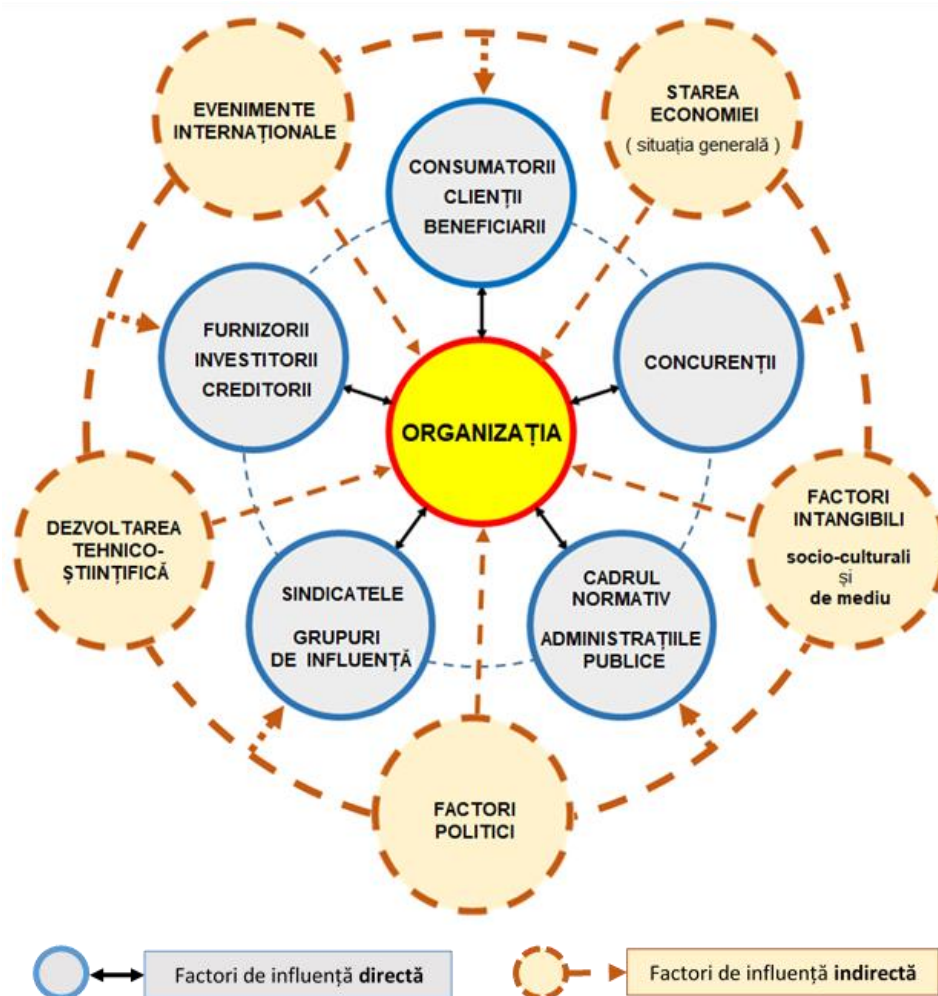 EVENIMENTE
INTERNAȚIONALE
STAREA
ECONOMIEI
( situația generală )
CONSUMATORII
CLIENȚII
BENEFICIARII
FURNIZORII
INVESTITORII
CREDITORII
CONCURENȚII
ORGANIZAȚIA
DEZVOLTAREA
TEHNICO-
ȘTIINȚIFICĂ
FACTORI
INTANGIBILI
socio-culturali
și
de mediu
SINDICATELE
GRUPURI
DE INFLUENȚĂ
CADRUL
NORMATIV
ADMINISTRAȚIILE
PUBLICE
FACTORI
POLITICI
Factori de influență directă
Factori de influență indirectă